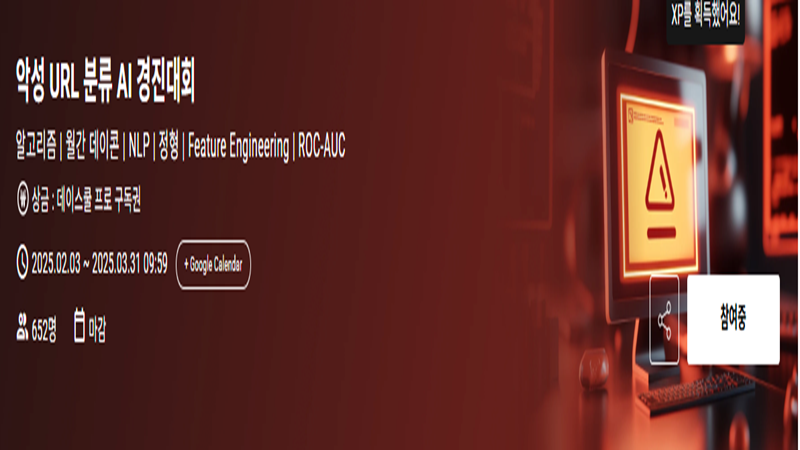 XP를 획득했어요!
악성 URL 분류 AI 경진대회
알고리즘 | 월간 데이콘 | NLP | 정형 | Feature Engineering | ROC-AUC
상금 : 데이스쿨 프로 구독권
2025.02.03 ~ 2025.03.31 09:59 + Google Calendar
652명 마감
참여중